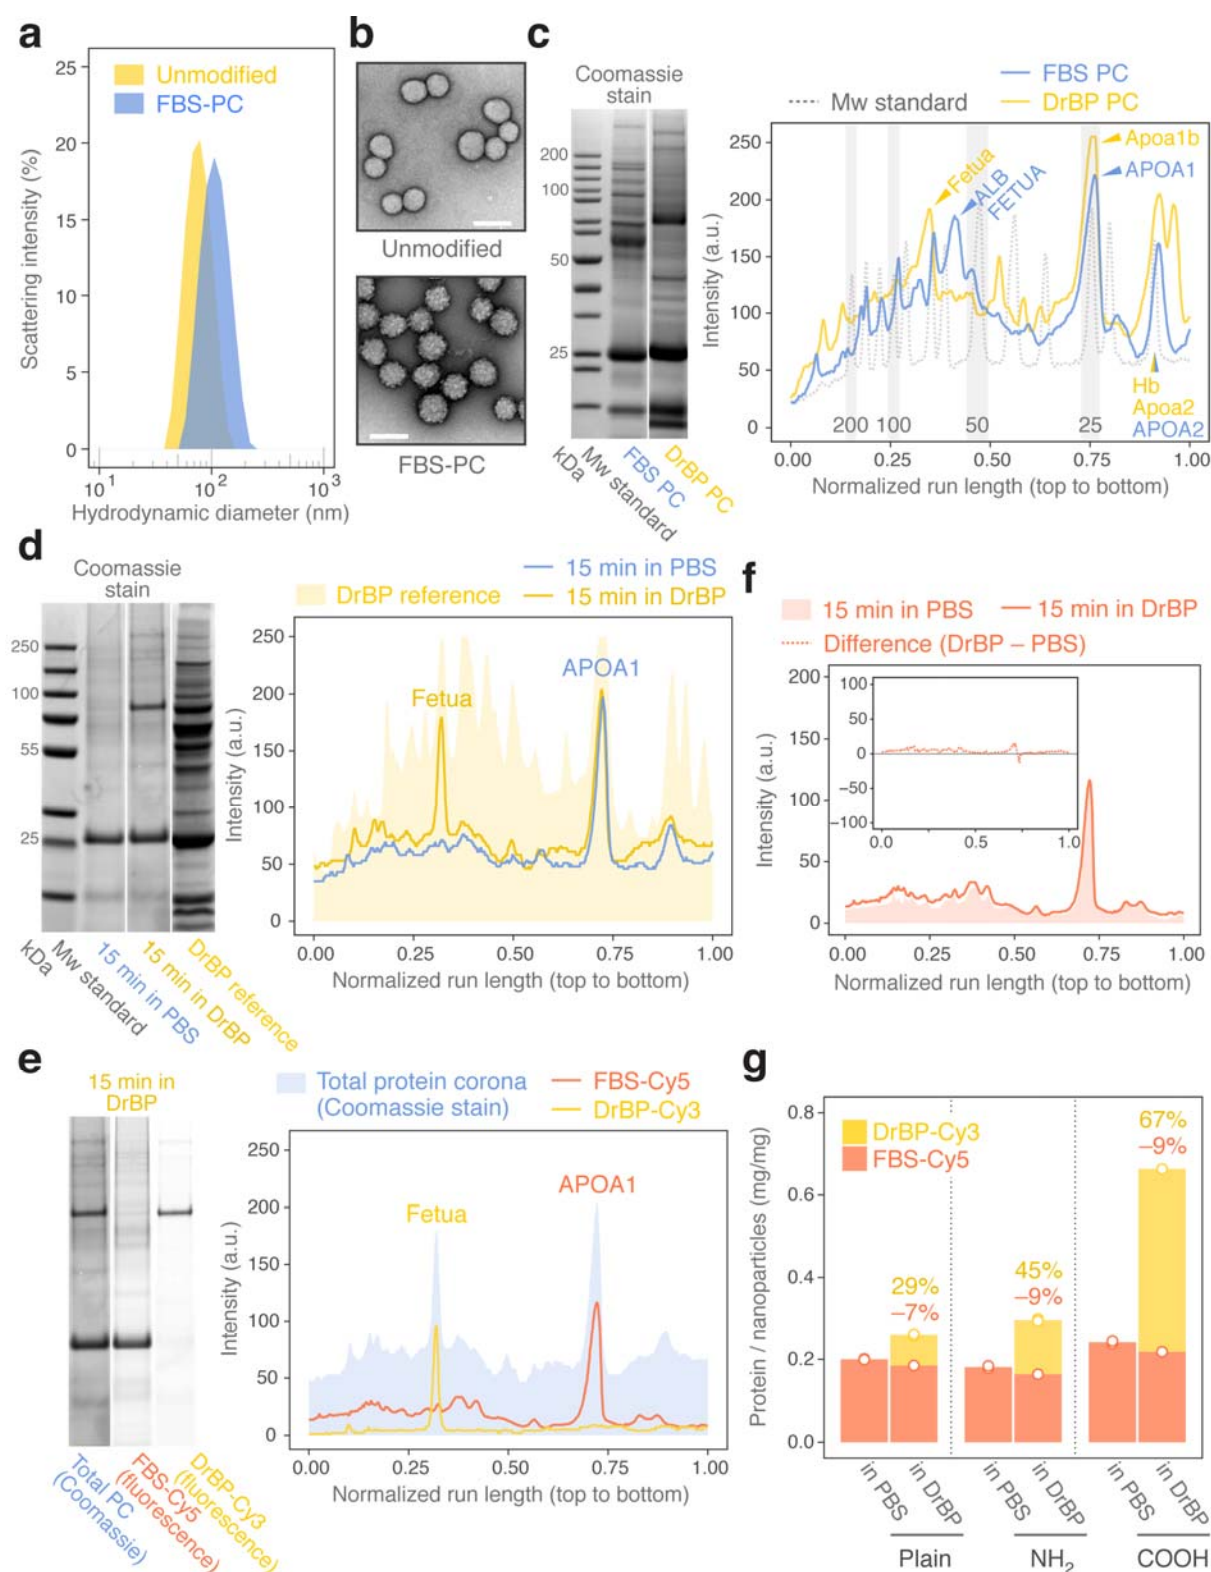 a
25
20
15
10
5
0
Scattering intensity (%)
Unmodified
FBS-PC
10¹
10²
10³
Hydrodynamic diameter (nm)
b
Unmodified
FBS-PC
c
Coomassie
stain
200
100
50
25
kDa
Mw standard
FBS PC
DrBP PC
Mw standard
FBS PC
DrBP PC
250
200
150
100
50
0
Intensity (a.u.)
Fetua
ALB
FETUA
Apoa1b
APOA1
Hb
Apoa2
APOA2
200
100
50
25
0.00
0.25
0.50
0.75
1.00
Normalized run length (top to bottom)
d
Coomassie
stain
250
100
55
25
kDa
Mw standard
15 min in PBS
15 min in DrBP
DrBP reference
15 min in PBS
DrBP reference
15 min in DrBP
250
200
150
100
50
0
Intensity (a.u.)
Fetua
APOA1
0.00
0.25
0.50
0.75
1.00
Normalized run length (top to bottom)
f
15 min in PBS
15 min in DrBP
Difference (DrBP – PBS)
200
150
100
50
0
Intensity (a.u.)
100
50
0
−50
−100
0.0
0.5
1.0
0.00
0.25
0.50
0.75
1.00
Normalized run length (top to bottom)
e
15 min in
DrBP
Total PC
(Coomassie)
FBS-Cy5
(fluorescence)
DrBP-Cy3
(fluorescence)
Total protein corona
(Coomassie stain)
FBS-Cy5
DrBP-Cy3
250
200
150
100
50
0
Intensity (a.u.)
Fetua
APOA1
0.00
0.25
0.50
0.75
1.00
Normalized run length (top to bottom)
g
0.8
0.6
0.4
0.2
0.0
Protein / nanoparticles (mg/mg)
DrBP-Cy3
FBS-Cy5
29%
−7%
45%
−9%
67%
−9%
in PBS
in DrBP
in PBS
in DrBP
in PBS
in DrBP
Plain
NH₂
COOH